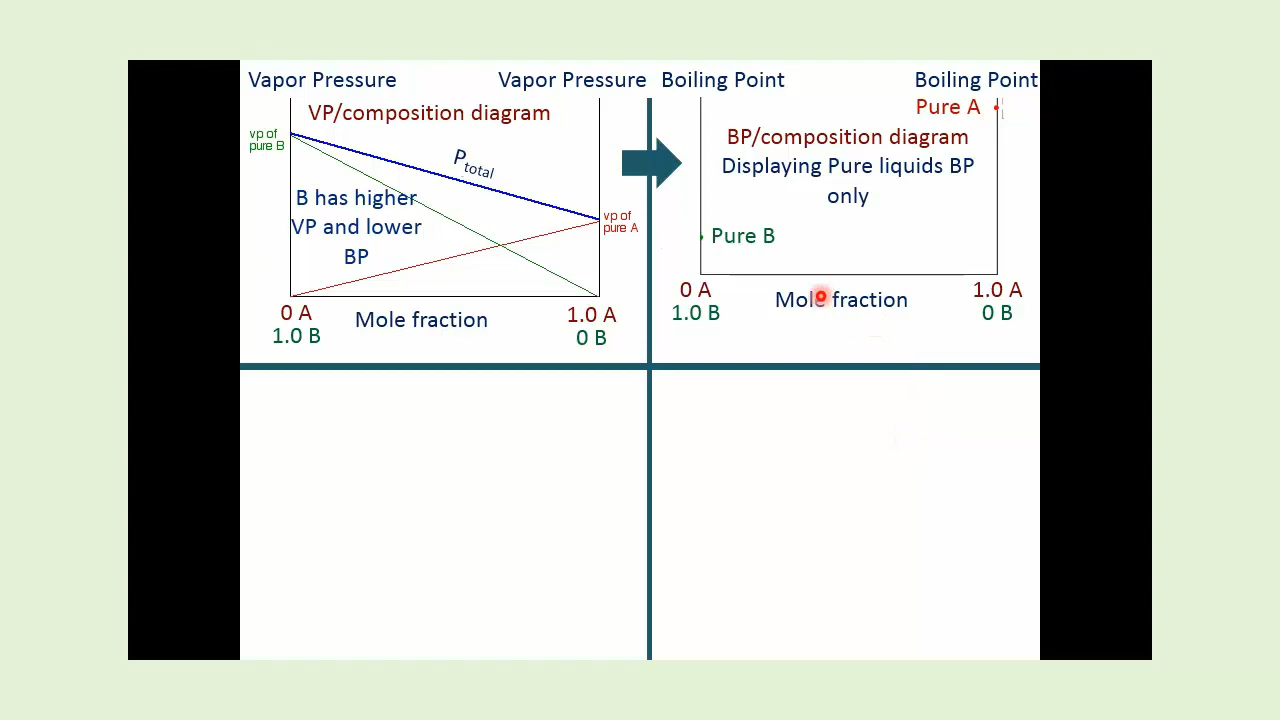 Vapor Pressure
Vapor Pressure
VP/composition diagram
vp of
pure B
Ptotal
B has higher
VP and lower
BP
vp of
pure A
0 A
1.0 B
Mole fraction
1.0 A
0 B
Boiling Point
Boiling Point
Pure A
BP/composition diagram
Displaying Pure liquids BP
only
Pure B
0 A
1.0 B
Mole fraction
1.0 A
0 B